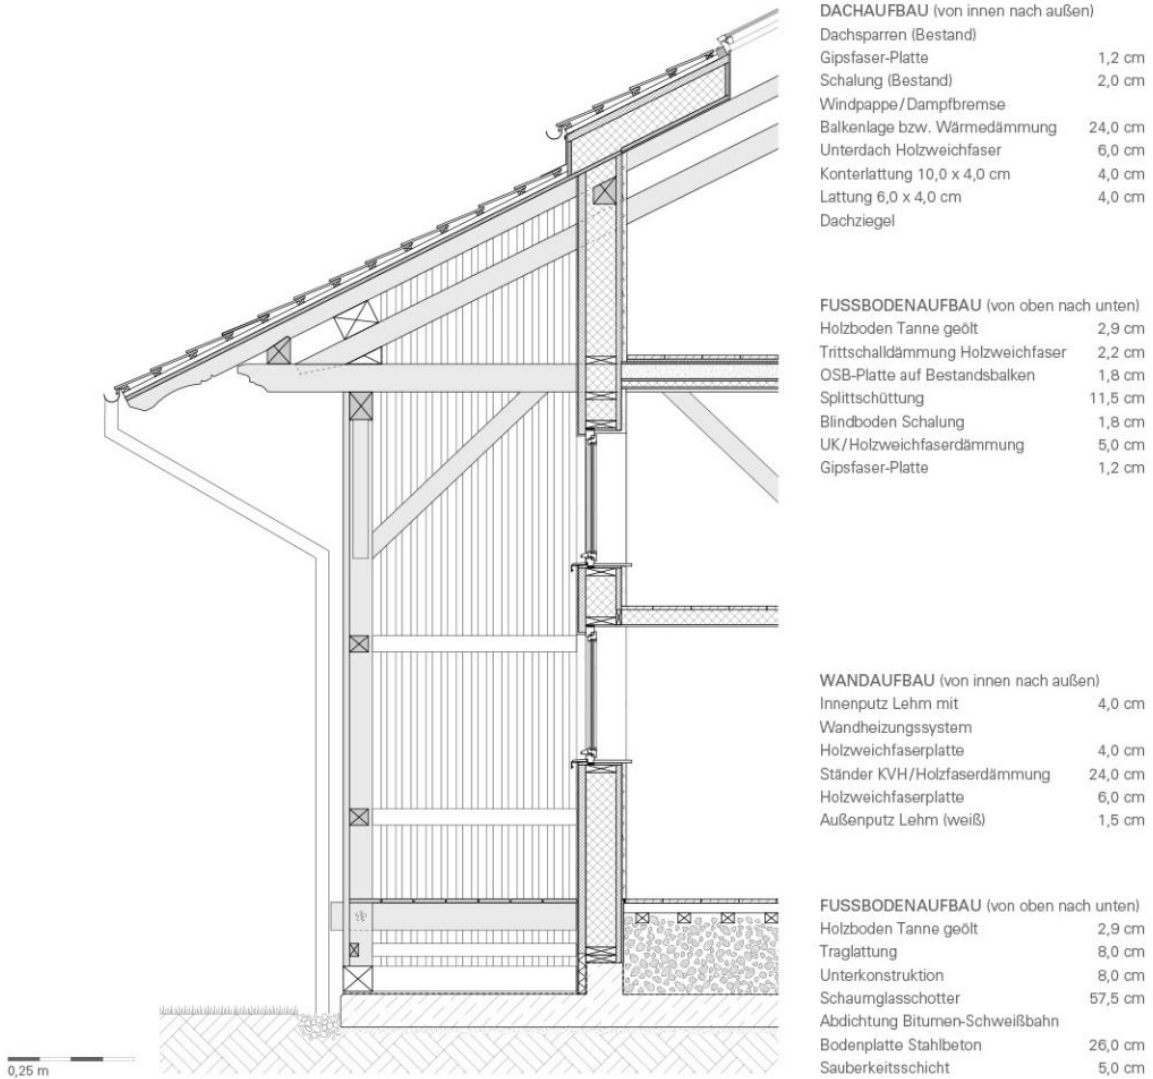 DACHAUFBAU (von innen nach außen)
Dachsparren (Bestand)
Gipsfaser-Platte 1,2 cm
Schalung (Bestand) 2,0 cm
Windpappe/Dampfbremse
Balkenlage bzw. Wärmedämmung 24,0 cm
Unterdach Holzweichfaser 6,0 cm
Konterlattung 10,0 x 4,0 cm 4,0 cm
Lattung 6,0 x 4,0 cm 4,0 cm
Dachziegel
FUSSBODENAUFBAU (von oben nach unten)
Holzboden Tanne geölt 2,9 cm
Trittschalldämmung Holzweichfaser 2,2 cm
OSB-Platte auf Bestandsbalken 1,8 cm
Splittschüttung 11,5 cm
Blindboden Schalung 1,8 cm
UK/Holzweichfaserdämmung 5,0 cm
Gipsfaser-Platte 1,2 cm
WANDAUFBAU (von innen nach außen)
Innenputz Lehm mit 4,0 cm
Wandheizungssystem
Holzweichfaserplatte 4,0 cm
Ständer KVH/Holzfaserdämmung 24,0 cm
Holzweichfaserplatte 6,0 cm
Außenputz Lehm (weiß) 1,5 cm
FUSSBODENAUFBAU (von oben nach unten)
Holzboden Tanne geölt 2,9 cm
Traglattung 8,0 cm
Unterkonstruktion 8,0 cm
Schaumglasschotter 57,5 cm
Abdichtung Bitumen-Schweißbahn
Bodenplatte Stahlbeton 26,0 cm
Sauberkeitsschicht 5,0 cm
0,25 m